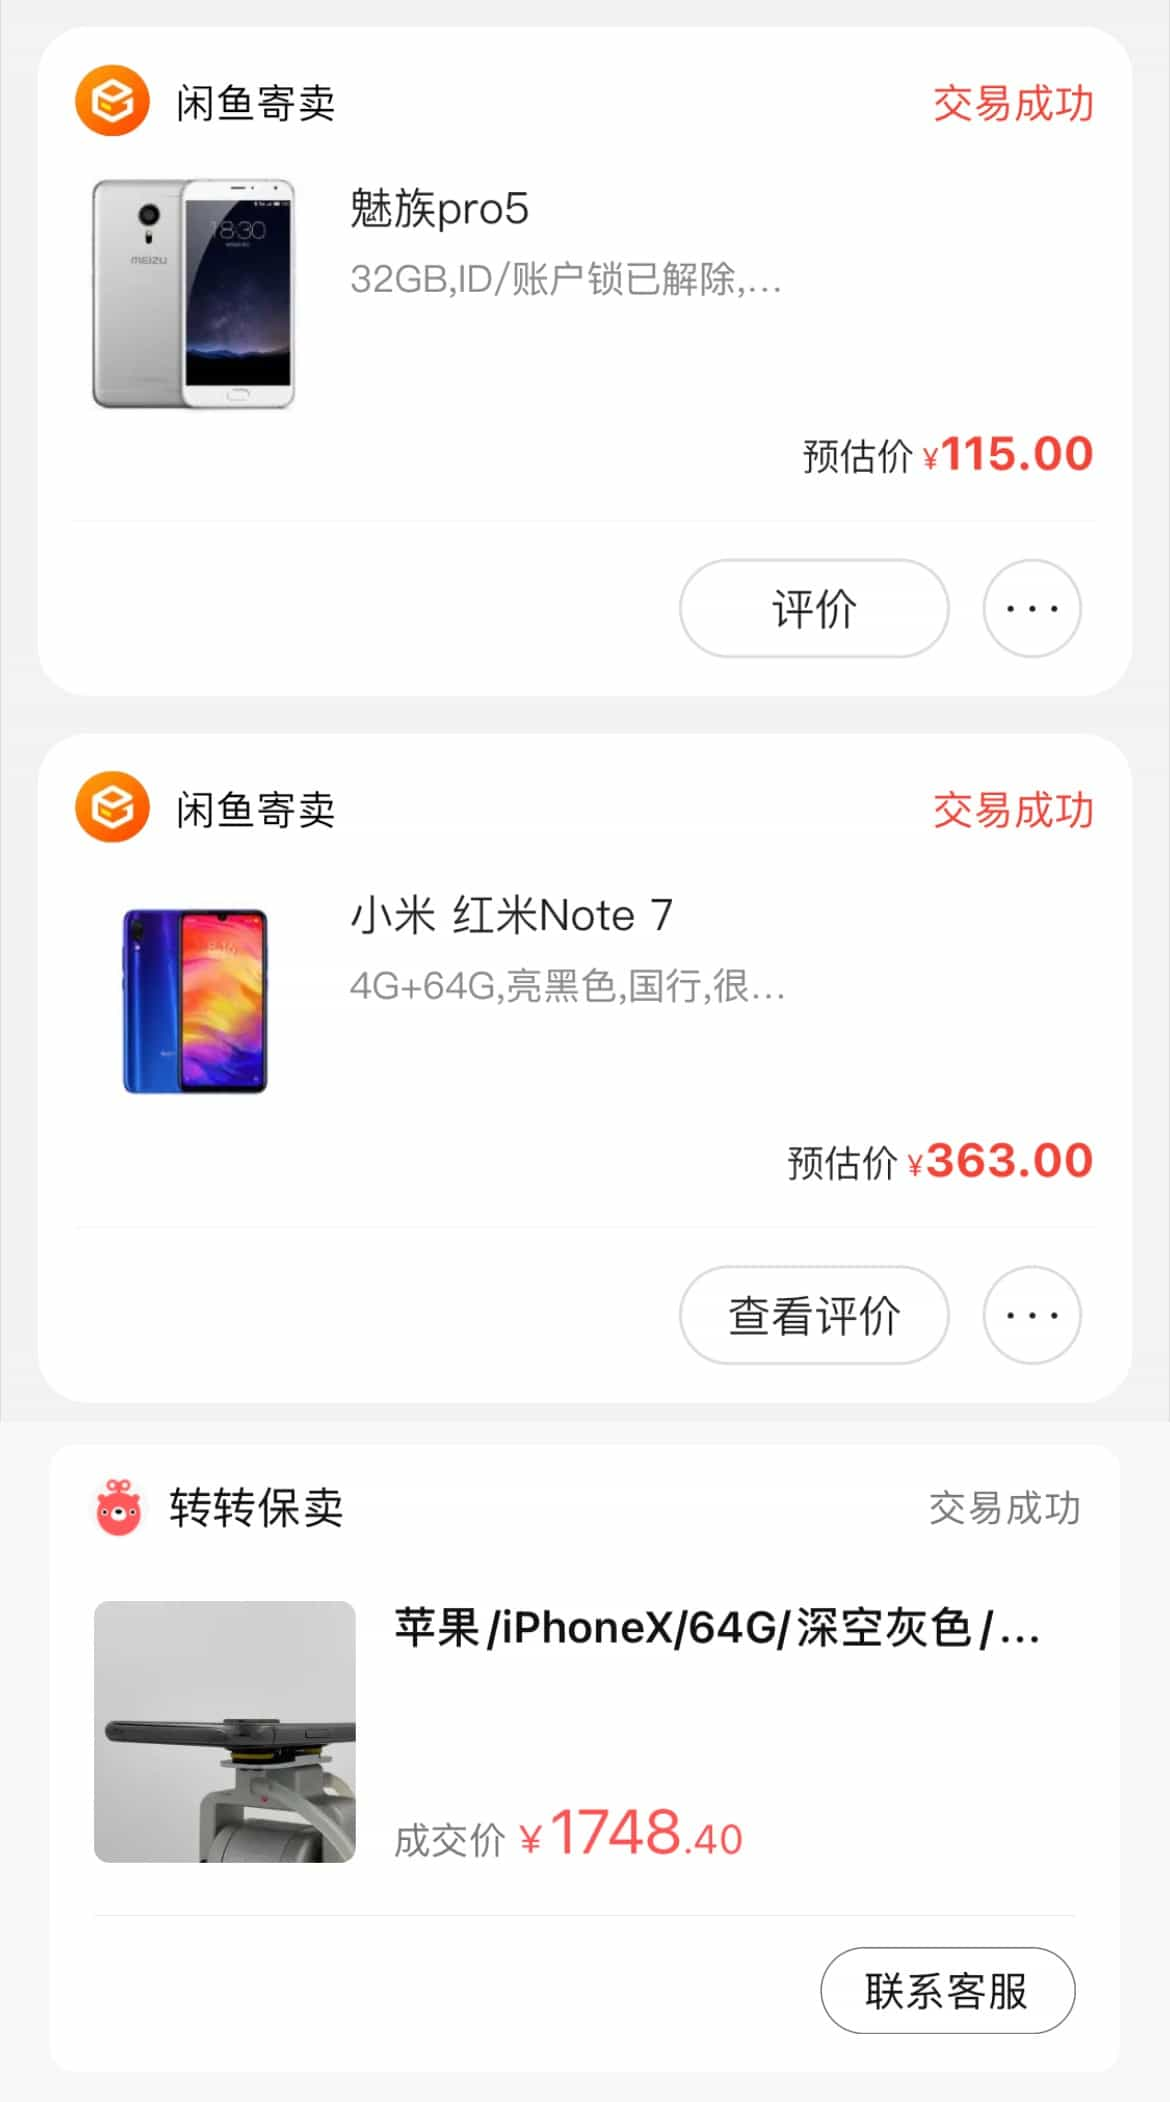 闲鱼寄卖
交易成功
魅族pro5
32GB,ID/账户锁已解除,...
18:30
MEIZU
预估价 ¥115.00
评价
...
闲鱼寄卖
交易成功
小米 红米Note 7
4G+64G,亮黑色,国行,很...
预估价 ¥363.00
查看评价
...
转转保卖
交易成功
苹果/iPhoneX/64G/深空灰色/...
成交价 ¥1748.40
联系客服